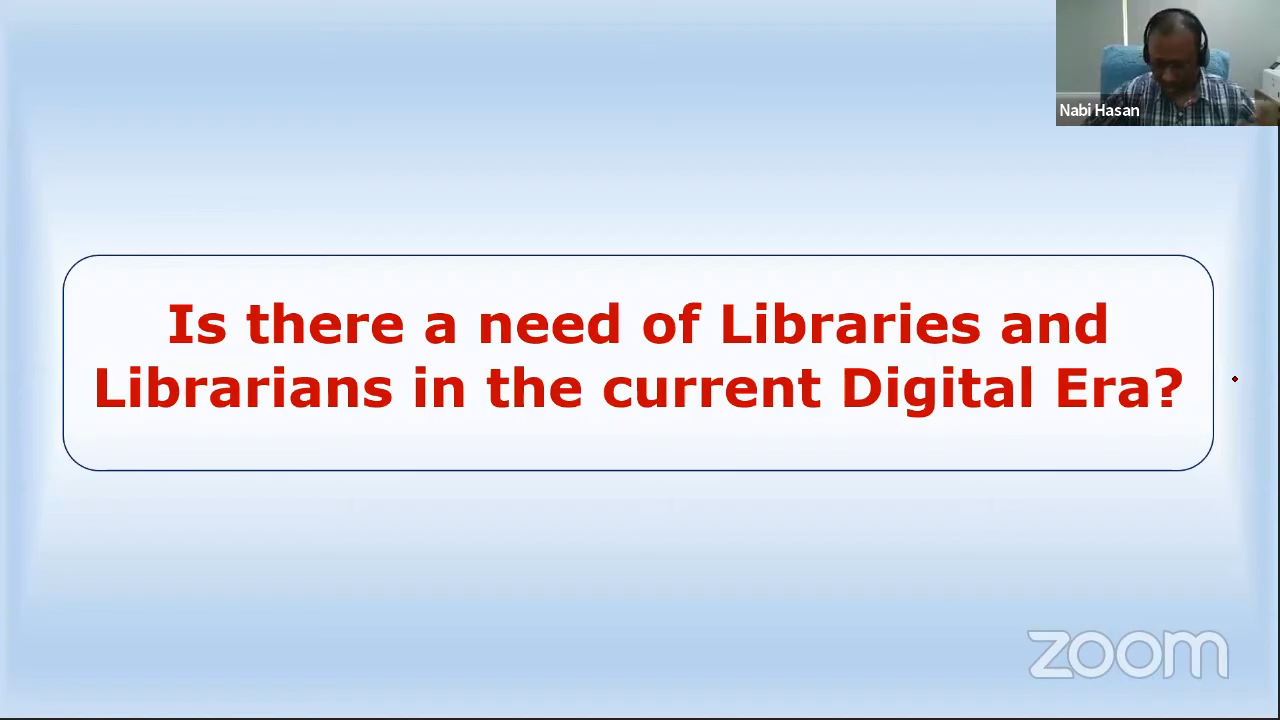 Nabi Hasan
Is there a need of Libraries and
Librarians in the current Digital Era?
zoom